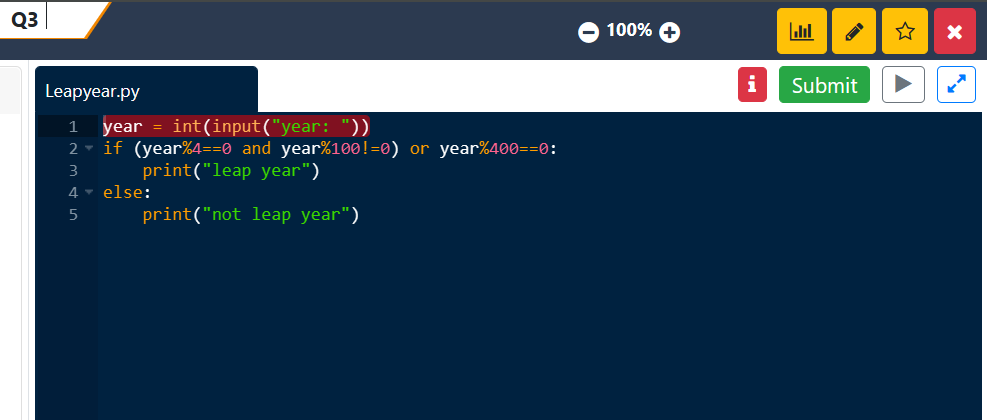 Q3
100%
Leapyear.py
Submit
1 year = int(input("year: "))
2 if (year%4==0 and year%100!=0) or year%400==0:
3     print("leap year")
4 else:
5     print("not leap year")